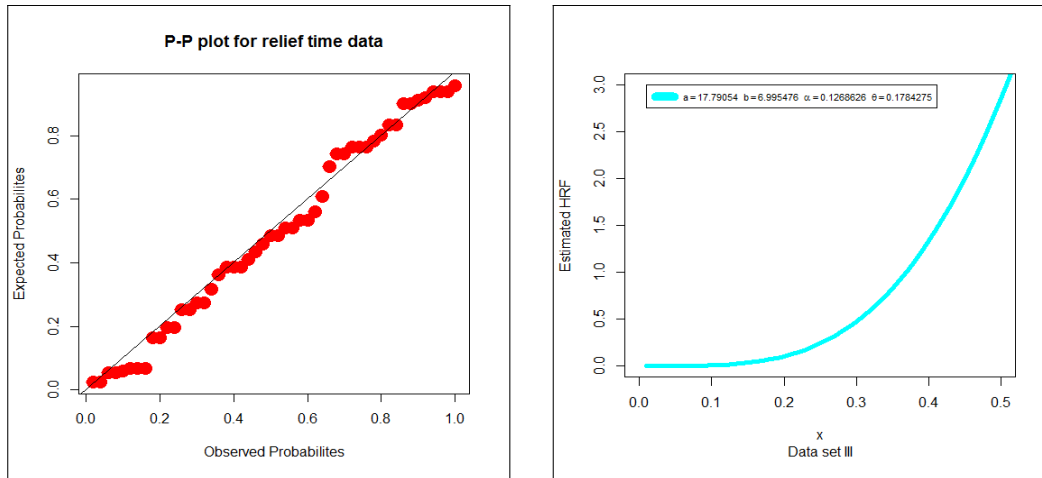 P-P plot for relief time data
Expected Probabilites
0.0 0.2 0.4 0.6 0.8
0.0 0.2 0.4 0.6 0.8 1.0
Observed Probabilites
a=17.79054 b=6.995476 α=0.1268626 θ=0.1784275
Estimated HRF
0.0 0.5 1.0 1.5 2.0 2.5 3.0
0.0 0.1 0.2 0.3 0.4 0.5
x
Data set III